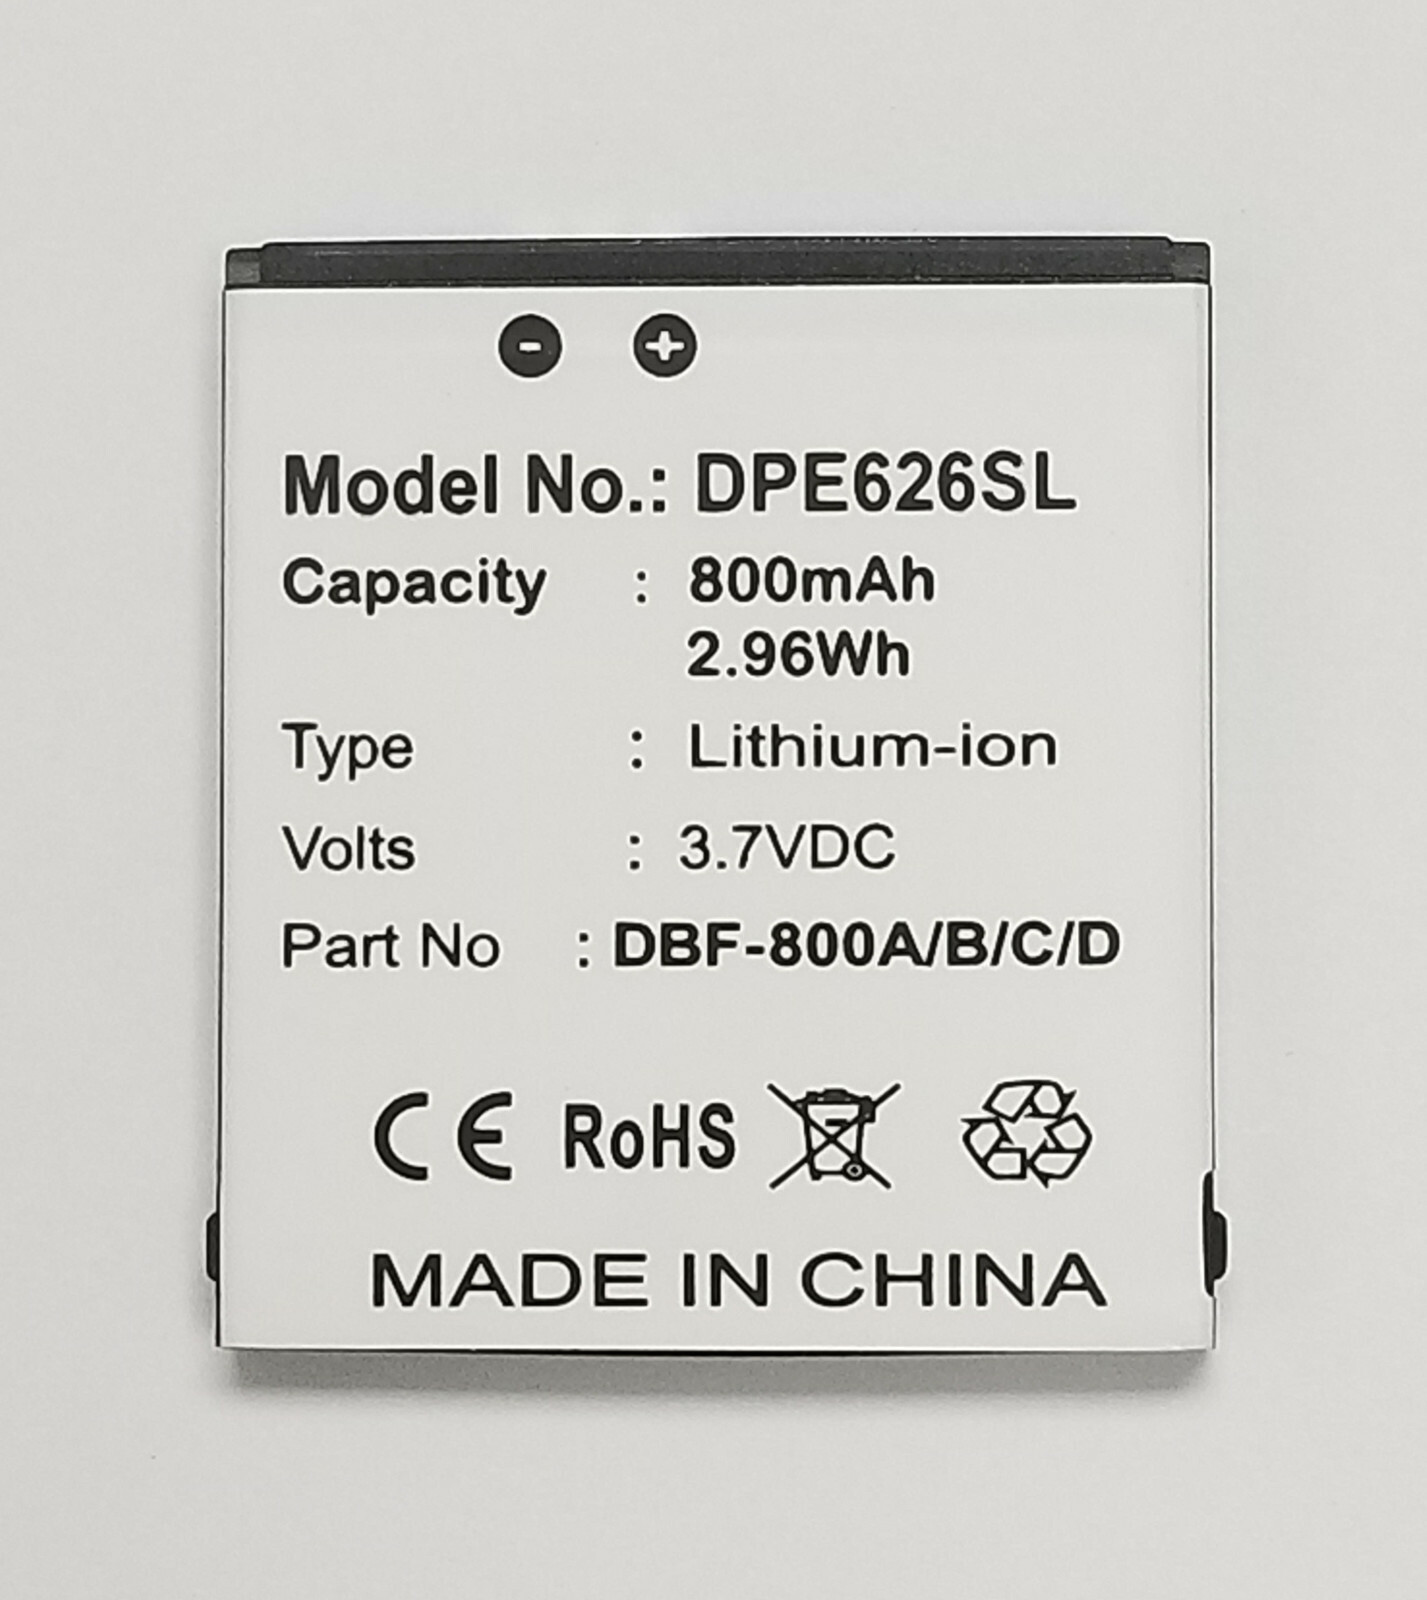 - +
Model No.: DPE626SL
Capacity : 800mAh
2.96Wh
Type : Lithium-ion
Volts : 3.7VDC
Part No : DBF-800A/B/C/D
CE RoHS
MADE IN CHINA